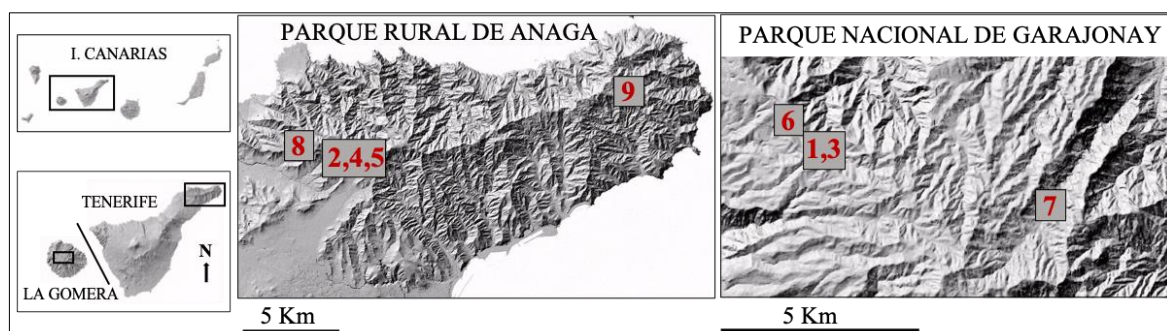 I. CANARIAS
TENERIFE
N
LA GOMERA
PARQUE RURAL DE ANAGA
9
8
2,4,5
5 Km
PARQUE NACIONAL DE GARAJONAY
6
1,3
7
5 Km